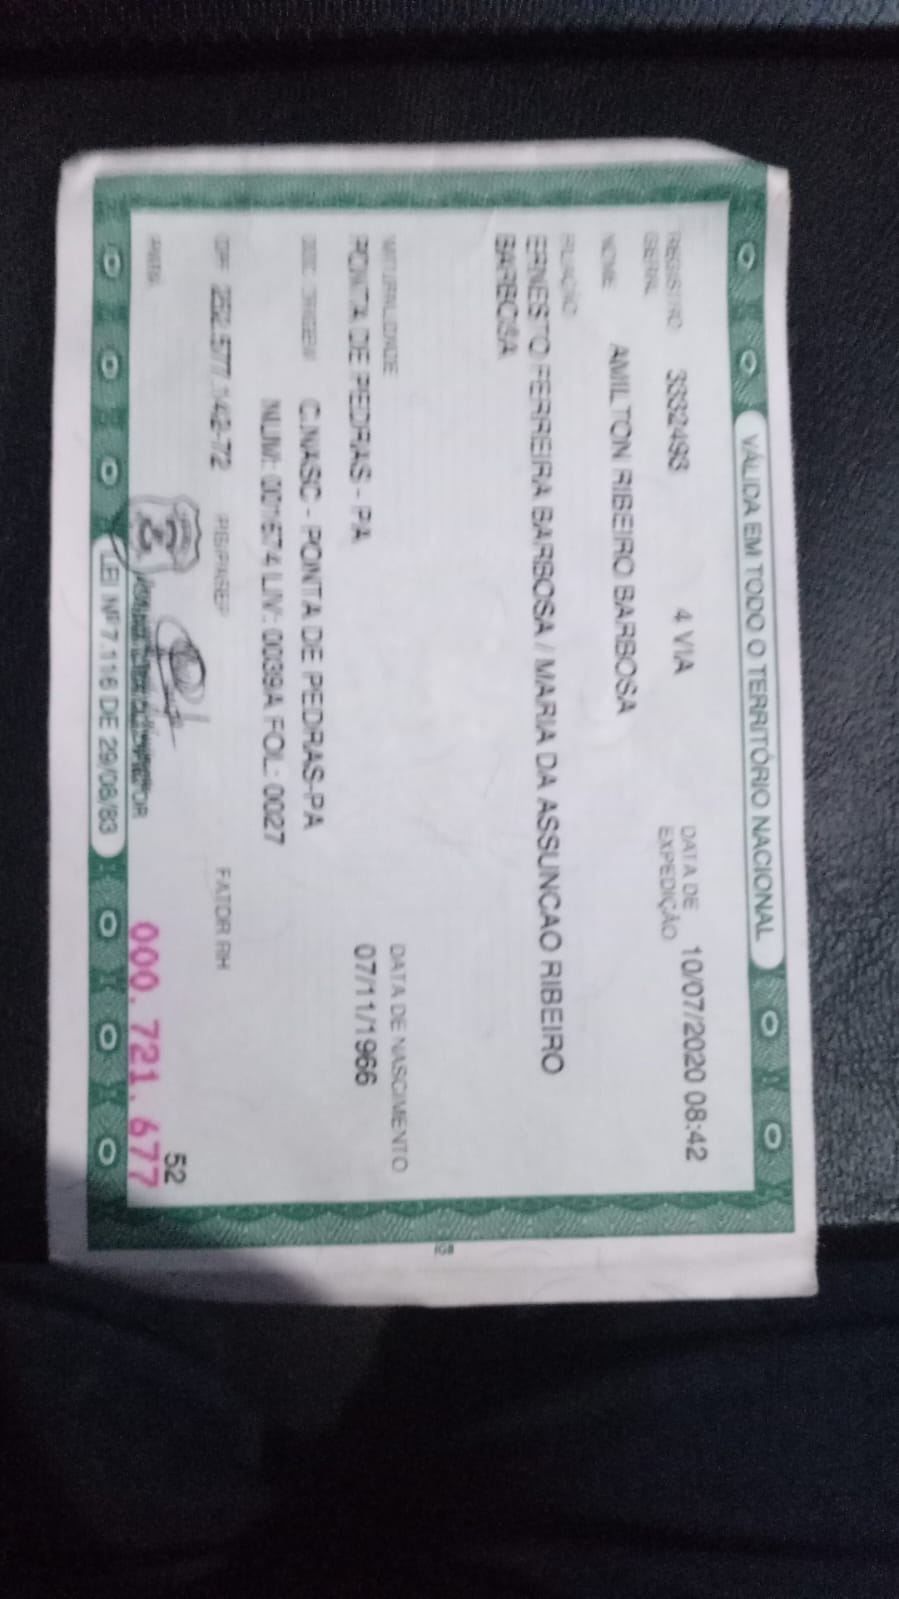 VÁLIDA EM TODO O TERRITÓRIO NACIONAL
REGISTRO GERAL 3332493 4 VIA DATA DE EXPEDIÇÃO 10/07/2020 08:42
NOME AMILTON RIBEIRO BARBOSA
FILIAÇÃO
ERNESTO FERREIRA BARBOSA / MARIA DA ASSUNCAO RIBEIRO
BARBOSA
NATURALIDADE DATA DE NASCIMENTO
PONTA DE PEDRAS - PA 07/11/1966
DOC. ORIGEM C.NASC - PONTA DE PEDRAS-PA
NUM: LIV: 0039A FOL: 0027
CPF PIS/PASEP FATOR RH
52
000.721.677
LEI Nº 7.116 DE 29/08/83